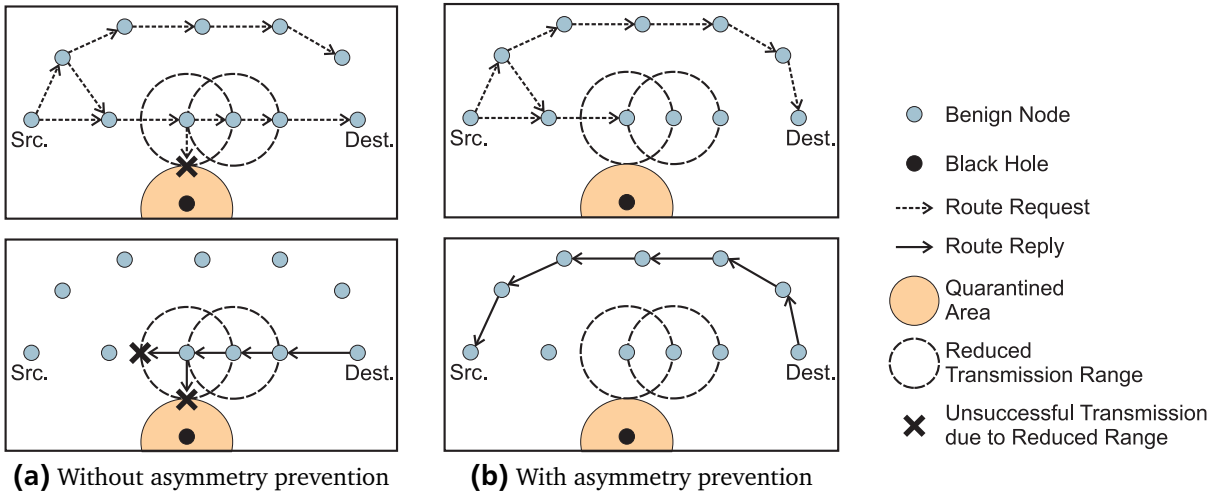 Src.
Dest.
Src.
Dest.
Src.
Dest.
Src.
Dest.
Benign Node
Black Hole
Route Request
Route Reply
Quarantined
Area
Reduced
Transmission Range
Unsuccessful Transmission
due to Reduced Range
(a) Without asymmetry prevention
(b) With asymmetry prevention